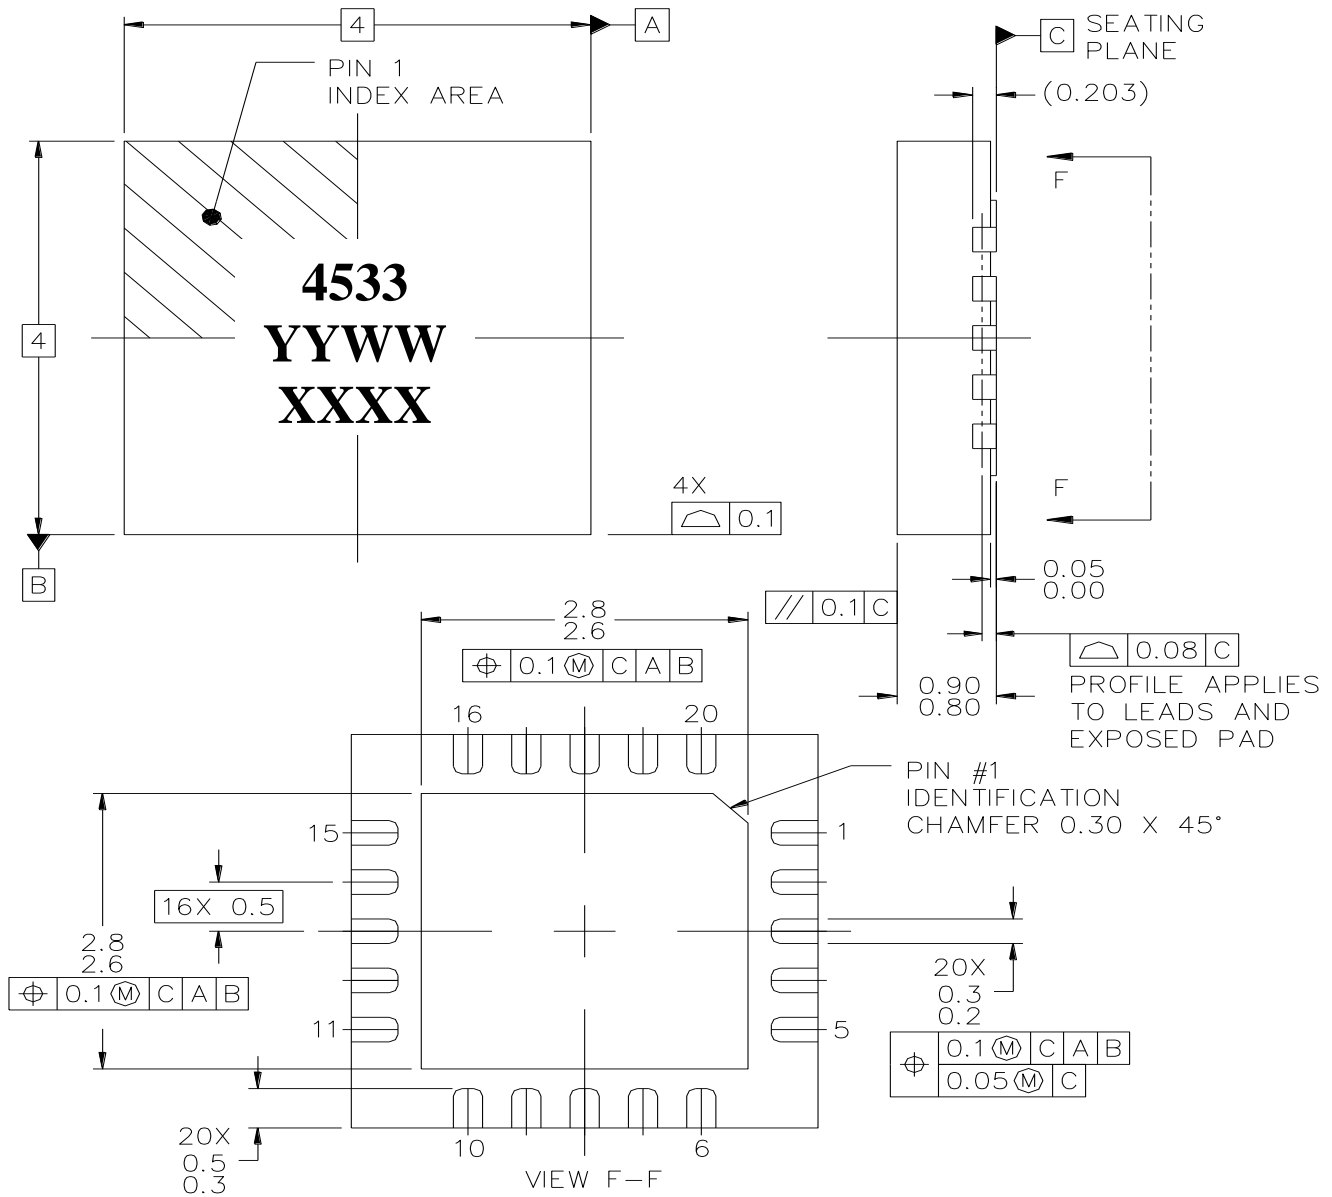 4
A
PIN 1
INDEX AREA
4
B
4533
YYWW
XXXX
4X
0.1
C
SEATING
PLANE
(0.203)
F
F
0.05
0.00
// 0.1 C
0.90
0.80
0.08 C
PROFILE APPLIES
TO LEADS AND
EXPOSED PAD
2.8
2.6
0.1 Ⓜ C A B
16
20
PIN #1
IDENTIFICATION
CHAMFER 0.30 X 45°
15
1
16X 0.5
2.8
2.6
0.1 Ⓜ C A B
11
5
20X
0.3
0.2
0.1 Ⓜ C A B
0.05 Ⓜ C
20X
0.5
0.3
10
6
VIEW F-F